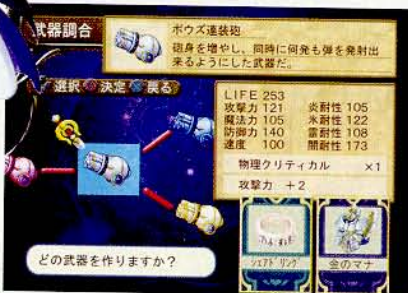 武器調合
ボウズ連装砲
砲身を増やし、同時に何発も弾を発射出
来るようにした武器だ。
選択 決定 戻る
LIFE 253
攻撃力 121 炎耐性 105
魔法力 105 氷耐性 122
防御力 140 雷耐性 108
速度 100 闇耐性 173
物理クリティカル ×1
攻撃力 +2
どの武器を作りますか?
シェアドリング
金のマナ